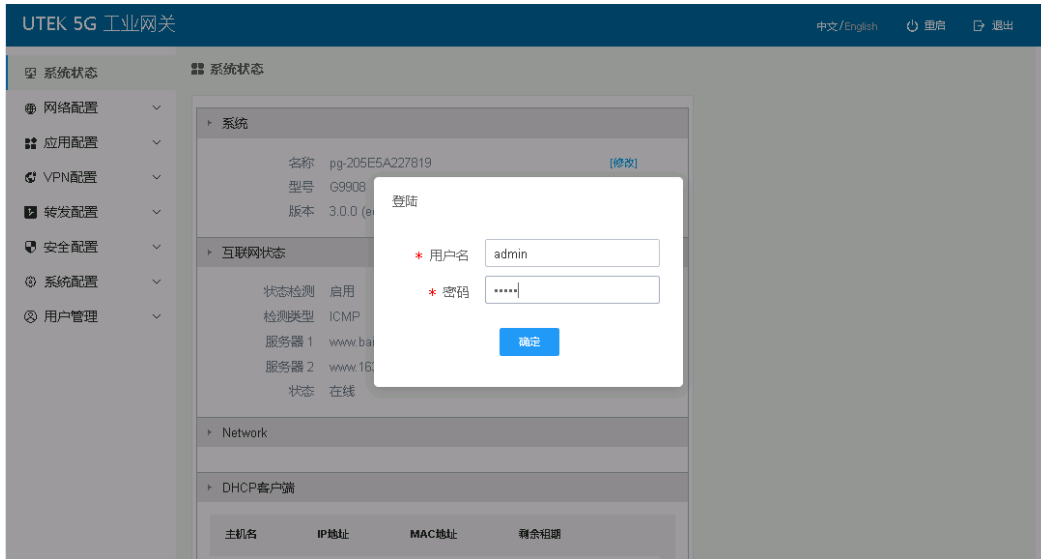 UTEK 5G 工业网关
中文/English 重启 退出
系统状态
网络配置
应用配置
VPN配置
转发配置
安全配置
系统配置
用户管理
系统状态
系统
名称 pg-205E5A227819 [修改]
型号 G9908
版本 3.0.0
互联网状态
状态检测 启用
检测类型 ICMP
服务器 1
服务器 2
状态 在线
Network
DHCP客户端
主机名 IP地址 MAC地址 剩余租期
登陆
* 用户名 admin
* 密码 •••••
确定